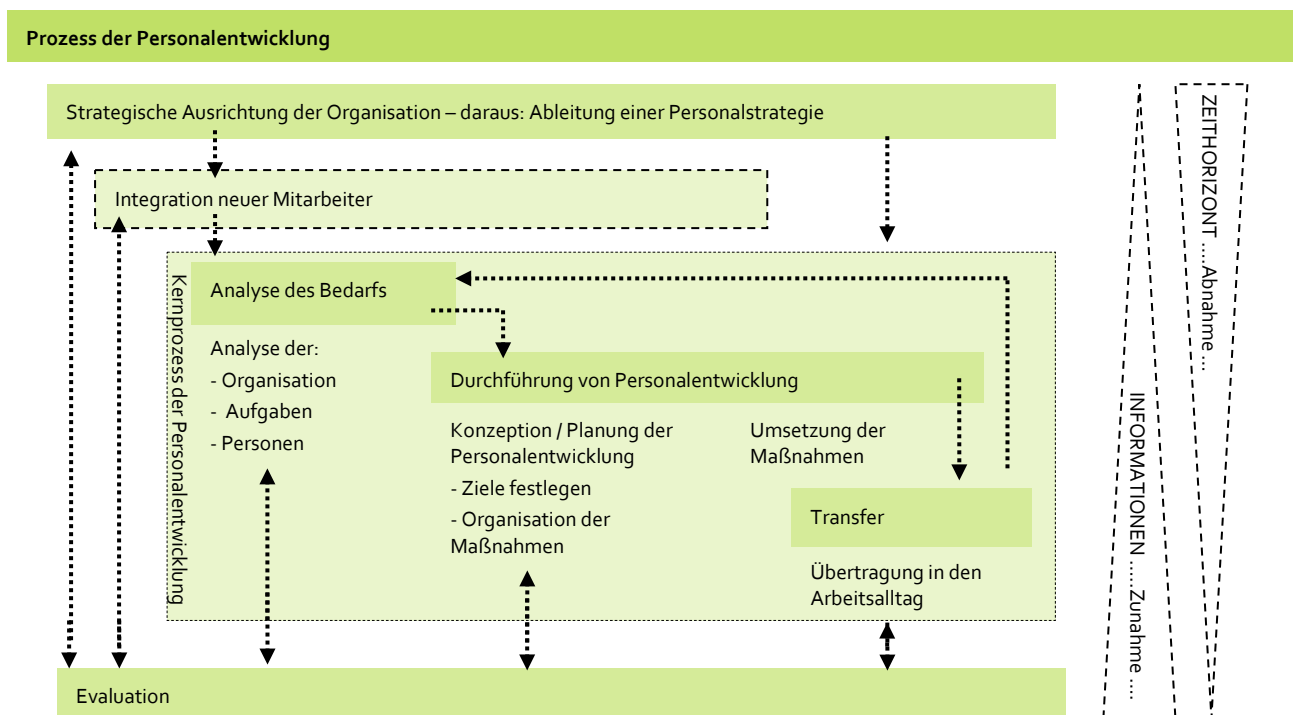 Prozess der Personalentwicklung
Strategische Ausrichtung der Organisation – daraus: Ableitung einer Personalstrategie
Integration neuer Mitarbeiter
Kernprozess der Personalentwicklung
Analyse des Bedarfs
Analyse der:
- Organisation
- Aufgaben
- Personen
Durchführung von Personalentwicklung
Konzeption / Planung der
Personalentwicklung
- Ziele festlegen
- Organisation der
Maßnahmen
Umsetzung der
Maßnahmen
Transfer
Übertragung in den
Arbeitsalltag
Evaluation
INFORMATIONEN ......Zunahme ....
ZEITHORIZONT ....Abnahme....